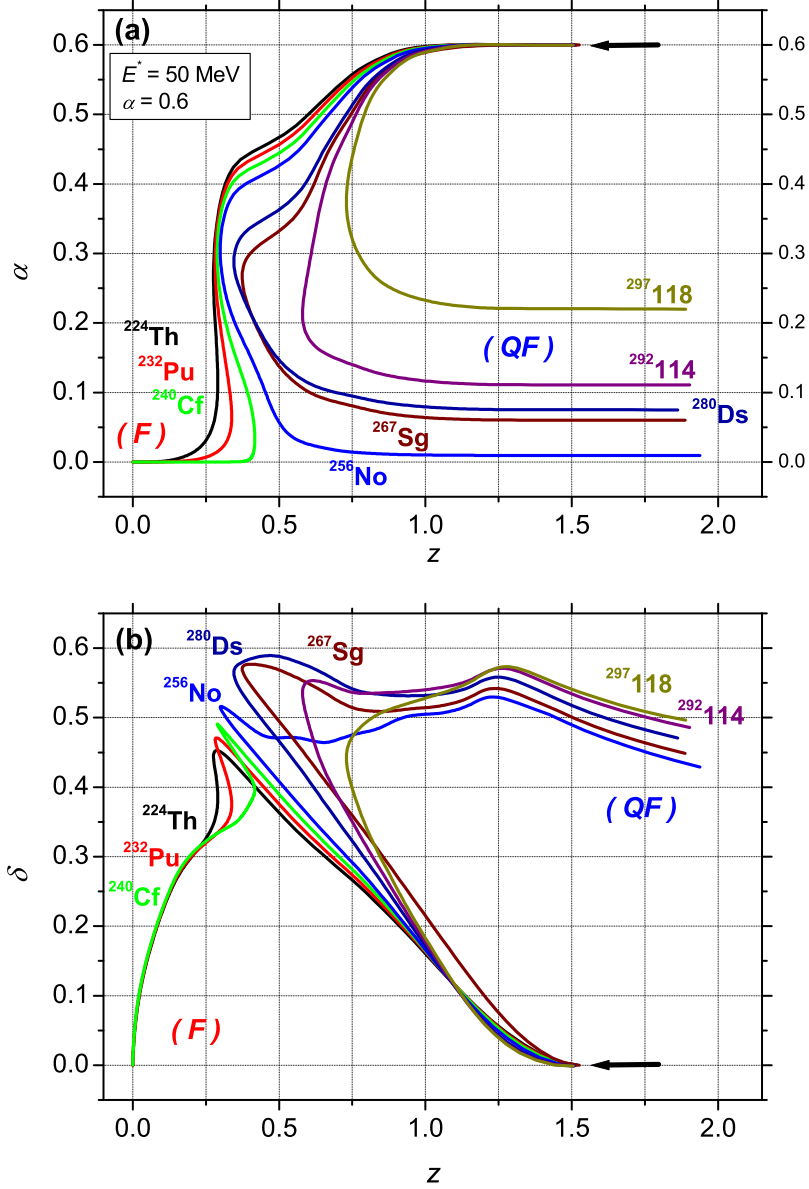 (a)
E* = 50 MeV
α = 0.6
0.6
0.5
0.4
0.3
0.2
0.1
0.0
α
0.6
0.5
0.4
0.3
0.2
0.1
0.0
²⁹⁷118
²²⁴Th
²³²Pu
²⁴⁰Cf
( F )
( QF )
²⁹²114
²⁸⁰Ds
²⁶⁷Sg
²⁵⁶No
0.0 0.5 1.0 1.5 2.0
z
(b)
0.6
0.5
0.4
0.3
0.2
0.1
0.0
δ
²⁸⁰Ds
²⁶⁷Sg
²⁵⁶No
²⁹⁷118
²⁹²114
²²⁴Th
²³²Pu
²⁴⁰Cf
( QF )
( F )
0.0 0.5 1.0 1.5 2.0
z